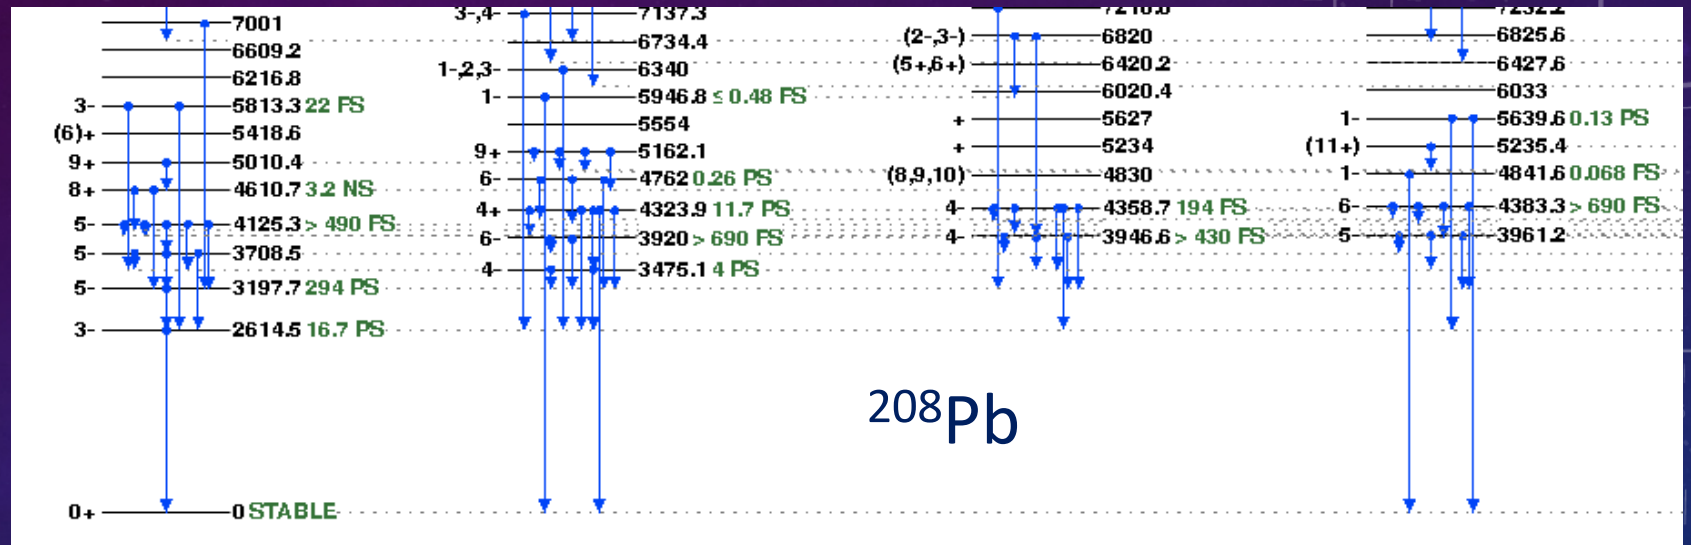 7001
6609.2
6216.8
3- 5813.3 22 FS
(6)+ 5418.6
9+ 5010.4
8+ 4610.7 3.2 NS
5- 4125.3 > 490 FS
5- 3708.5
5- 3197.7 294 PS
3- 2614.5 16.7 PS
0+ 0 STABLE
3-,4- 7137.3
6734.4
1-,2,3- 6340
1- 5946.8 ≤ 0.48 FS
5554
9+ 5162.1
6- 4762 0.26 PS
4+ 4323.9 11.7 PS
6- 3920 > 690 FS
4- 3475.1 4 PS
(2-,3-) 6820
(5+,6+) 6420.2
6020.4
+ 5627
+ 5234
(8,9,10) 4830
4- 4358.7 194 FS
4- 3946.6 > 430 FS
6825.6
6427.6
6033
1- 5639.6 0.13 PS
(11+) 5235.4
1- 4841.6 0.068 FS
6- 4383.3 > 690 FS
5- 3961.2
²⁰⁸Pb